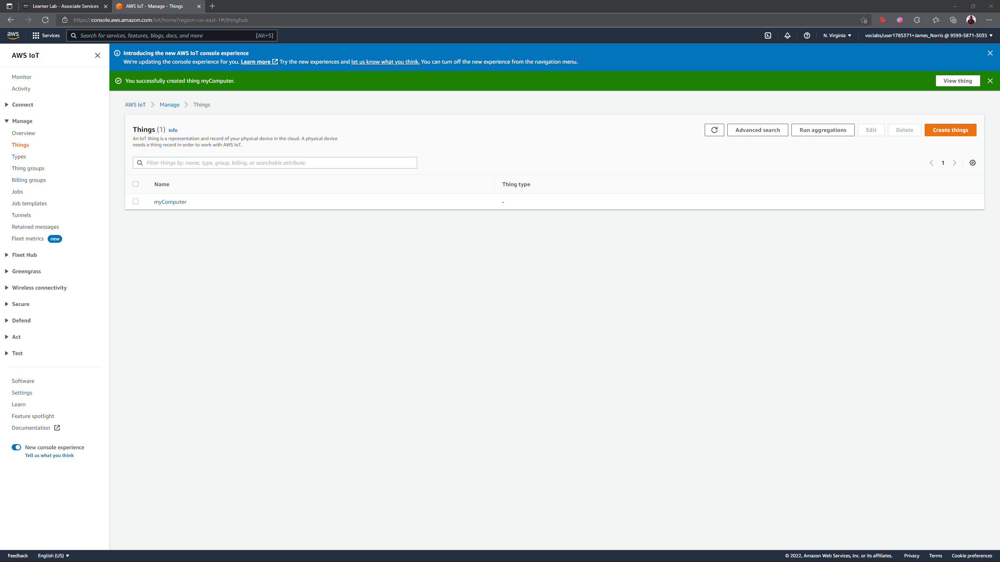 Learner Lab - Associate Services
AWS IoT - Manage - Things
https://console.aws.amazon.com/iot/home?region=us-east-1#/thinghub
Tp
aws
Services
Search for services, features, blogs, docs, and more
[Alt+S]
N. Virginia
voclabs/user1785371=James_Norris @ 9599-5871-3035
AWS IoT
Monitor
Activity
Connect
Manage
Overview
Things
Types
Thing groups
Billing groups
Jobs
Job templates
Tunnels
Retained messages
Fleet metrics new
Fleet Hub
Greengrass
Wireless connectivity
Secure
Defend
Act
Test
Software
Settings
Learn
Feature spotlight
Documentation
New console experience
Tell us what you think
Introducing the new AWS IoT console experience
We're updating the console experience for you. Learn more Try the new experiences and let us know what you think. You can turn off the new experience from the navigation menu.
You successfully created thing myComputer.
View thing
AWS IoT Manage Things
Things (1) Info
An IoT thing is a representation and record of your physical device in the cloud. A physical device
needs a thing record in order to work with AWS IoT.
Advanced search
Run aggregations
Edit
Delete
Create things
Filter things by: name, type, group, billing, or searchable attribute.
1
Name
Thing type
myComputer
-
Feedback
English (US)
© 2022, Amazon Web Services, Inc. or its affiliates.
Privacy
Terms
Cookie preferences